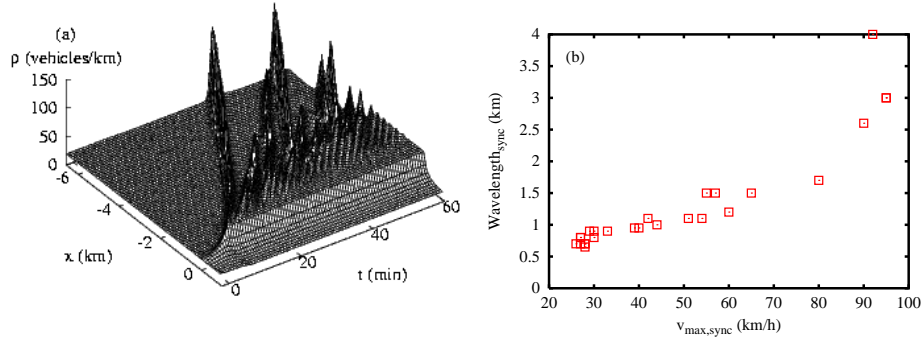 (a)
ρ (vehicles/km)
150
100
50
0
-6
-4
-2
0
x (km)
0
20
40
60
t (min)
(b)
4
3.5
3
2.5
2
1.5
1
0.5
0
Wavelength_sync (km)
20 30 40 50 60 70 80 90 100
v_max,sync (km/h)